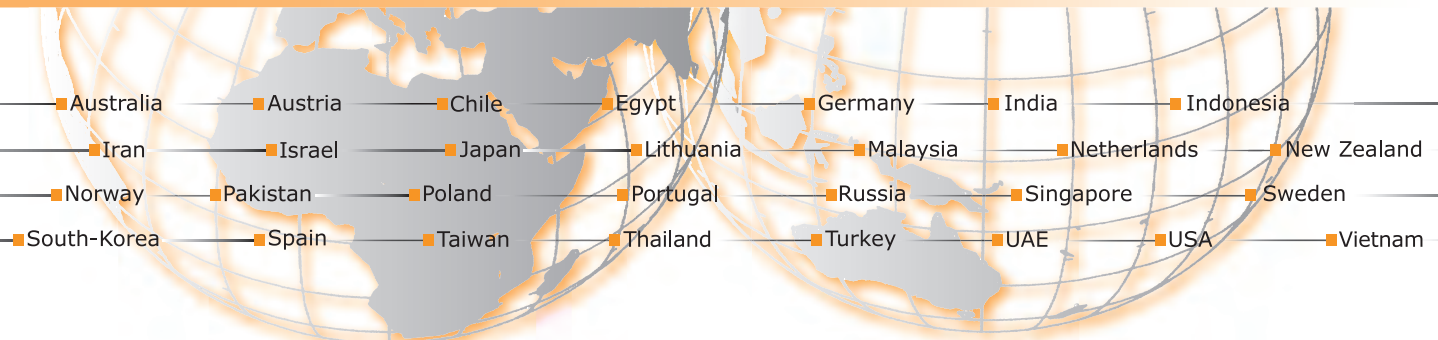 Australia Austria Chile Egypt Germany India Indonesia
Iran Israel Japan Lithuania Malaysia Netherlands New Zealand
Norway Pakistan Poland Portugal Russia Singapore Sweden
South-Korea Spain Taiwan Thailand Turkey UAE USA Vietnam